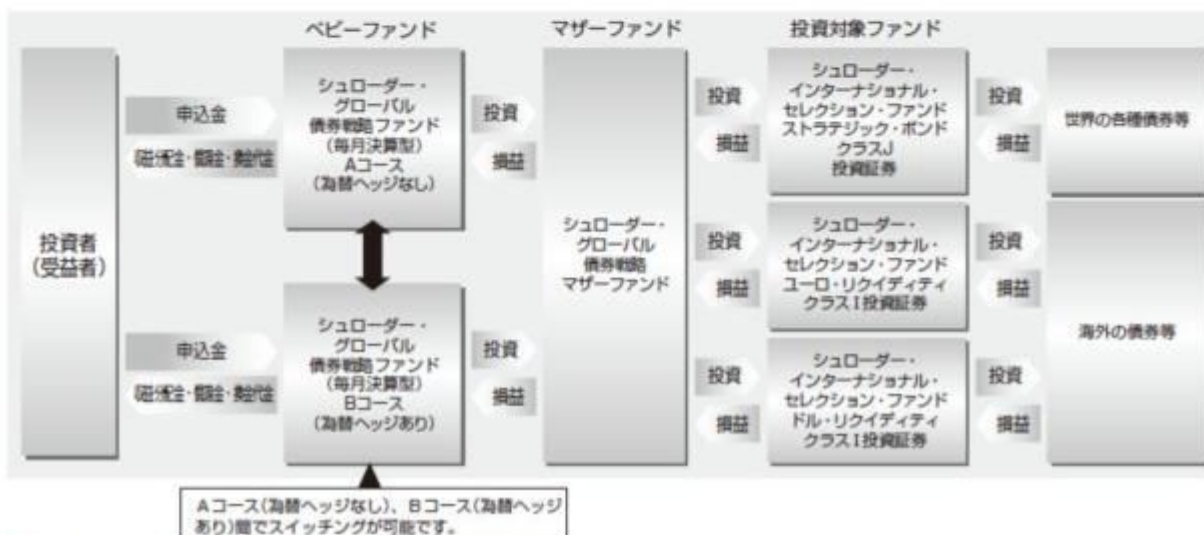 ベビーファンド
マザーファンド
投資対象ファンド
投資者
(受益者)
申込金
シュローダー・
グローバル
債券戦略ファンド
(毎月決算型)
Aコース
(為替ヘッジなし)
投資
損益
申込金
シュローダー・
グローバル
債券戦略ファンド
(毎月決算型)
Bコース
(為替ヘッジあり)
投資
損益
シュローダー・
グローバル
債券戦略
マザーファンド
投資
損益
シュローダー・
インターナショナル・
セレクション・ファンド
ストラテジック・ボンド
クラスJ
投資証券
投資
損益
世界の各種債券等
投資
損益
シュローダー・
インターナショナル・
セレクション・ファンド
ユーロ・リクイディティ
クラスI投資証券
投資
損益
投資
損益
シュローダー・
インターナショナル・
セレクション・ファンド
ドル・リクイディティ
クラスI投資証券
投資
損益
海外の債券等
Aコース(為替ヘッジなし)、Bコース(為替ヘッジ
あり)間でスイッチングが可能です。